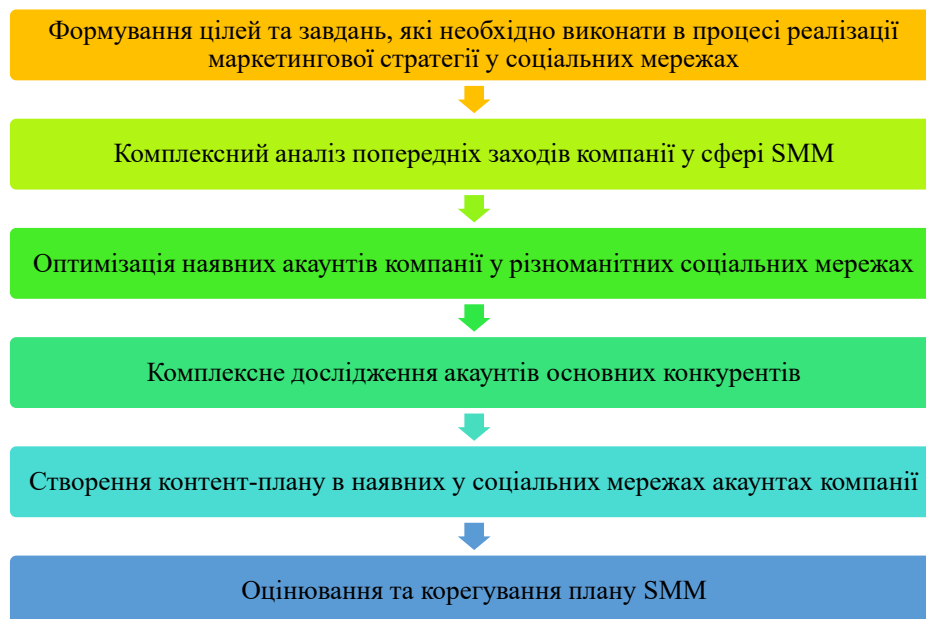 Формування цілей та завдань, які необхідно виконати в процесі реалізації
маркетингової стратегії у соціальних мережах
Комплексний аналіз попередніх заходів компанії у сфері SMM
Оптимізація наявних акаунтів компанії у різноманітних соціальних мережах
Комплексне дослідження акаунтів основних конкурентів
Створення контент-плану в наявних у соціальних мережах акаунтах компанії
Оцінювання та корегування плану SMM